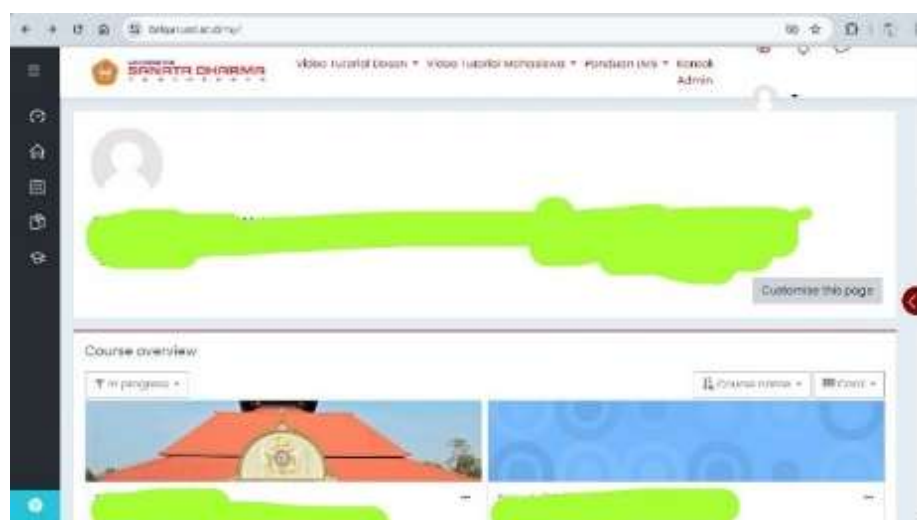 SANATA DHARMA
Video Tutorial Dosen
Video Tutorial Mahasiswa
Panduan LMS
Kontak Admin
Customise this page
Course overview
In progress
Course name
Card